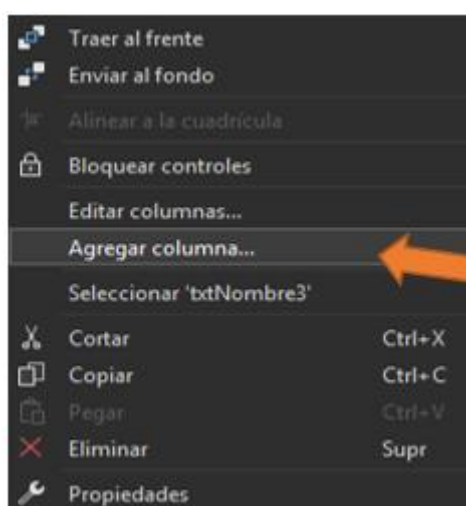 Traer al frente
Enviar al fondo
Alinear a la cuadrícula
Bloquear controles
Editar columnas...
Agregar columna...
Seleccionar 'txtNombre3'
Cortar Ctrl+X
Copiar Ctrl+C
Pegar Ctrl+V
Eliminar Supr
Propiedades